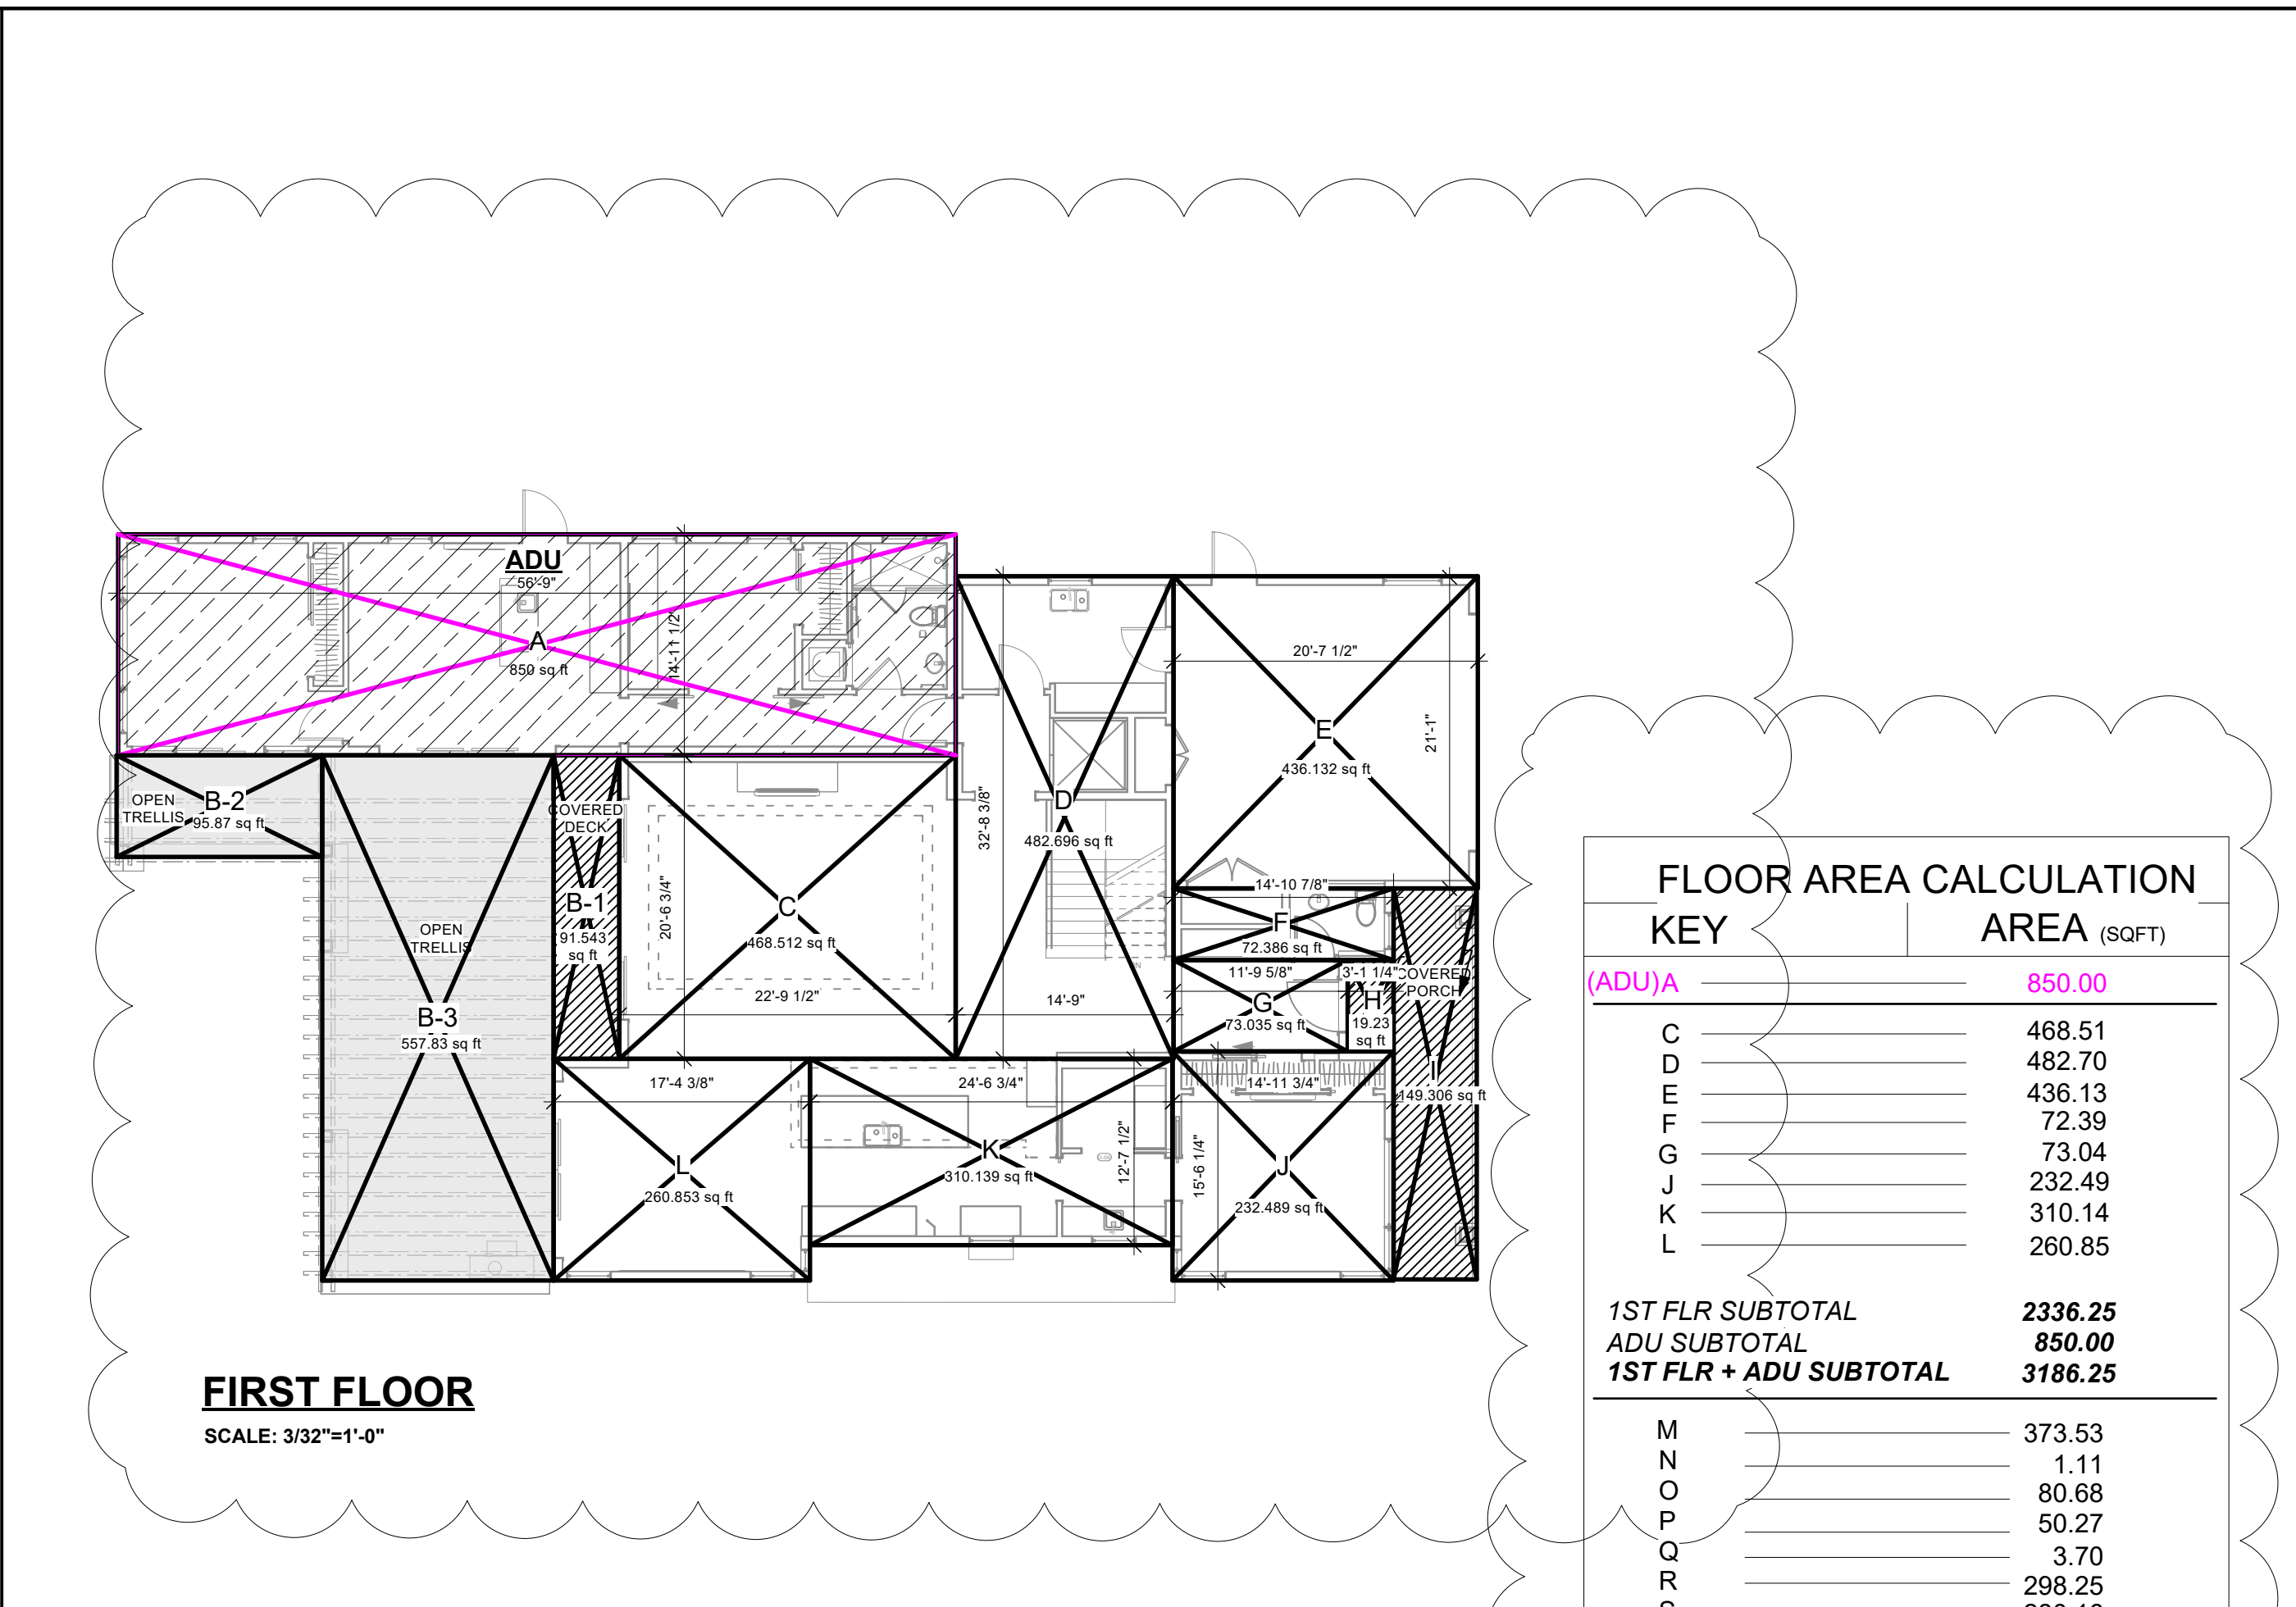 ADU
56'-9"
A
850 sq ft
14'-11 1/2"
20'-7 1/2"
E
21'-1"
436.132 sq ft
OPEN
TRELLIS
B-2
95.87 sq ft
COVERED
DECK
B-1
91.543
sq ft
OPEN
TRELLIS
B-3
557.83 sq ft
20'-6 3/4"
C
468.512 sq ft
22'-9 1/2"
32'-8 3/8"
D
482.696 sq ft
14'-9"
14'-10 7/8"
F
72.386 sq ft
11'-9 5/8"
G
73.035 sq ft
3'-1 1/4"
H
19.23
sq ft
COVERED
PORCH
I
149.306 sq ft
17'-4 3/8"
L
260.853 sq ft
24'-6 3/4"
K
310.139 sq ft
12'-7 1/2"
14'-11 3/4"
15'-6 1/4"
J
232.489 sq ft
FIRST FLOOR
SCALE: 3/32"=1'-0"
FLOOR AREA CALCULATION
KEY AREA (SQFT)
(ADU)A 850.00
C 468.51
D 482.70
E 436.13
F 72.39
G 73.04
J 232.49
K 310.14
L 260.85
1ST FLR SUBTOTAL 2336.25
ADU SUBTOTAL 850.00
1ST FLR + ADU SUBTOTAL 3186.25
M 373.53
N 1.11
O 80.68
P 50.27
Q 3.70
R 298.25